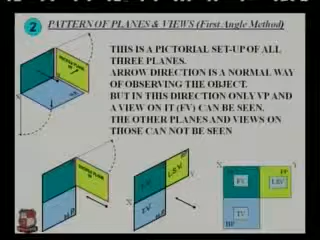 2
PATTERN OF PLANES & VIEWS (First Angle Method)
THIS IS A PICTORIAL SET-UP OF ALL
THREE PLANES.
ARROW DIRECTION IS A NORMAL WAY
OF OBSERVING THE OBJECT.
BUT IN THIS DIRECTION ONLY VP AND
A VIEW ON IT (FV) CAN BE SEEN.
THE OTHER PLANES AND VIEWS ON
THOSE CAN NOT BE SEEN
X
Y
L.S.V.
F.V.
T.V.
H.P.
X
Y
PP
FV
LSV
TV
HP